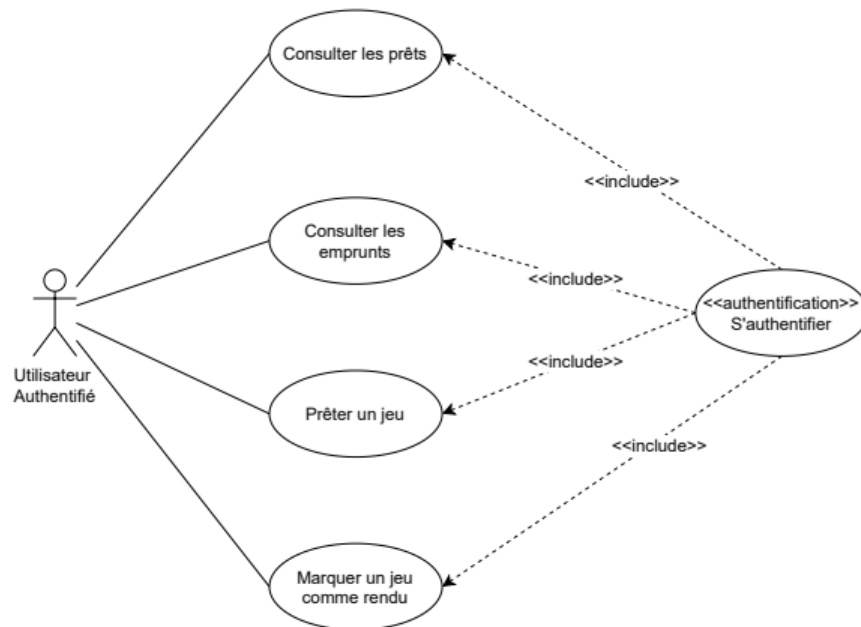 Consulter les prêts
<<include>>
Consulter les
emprunts
<<include>>
<<authentification>>
S'authentifier
Utilisateur
Authentifié
<<include>>
Prêter un jeu
<<include>>
Marquer un jeu
comme rendu